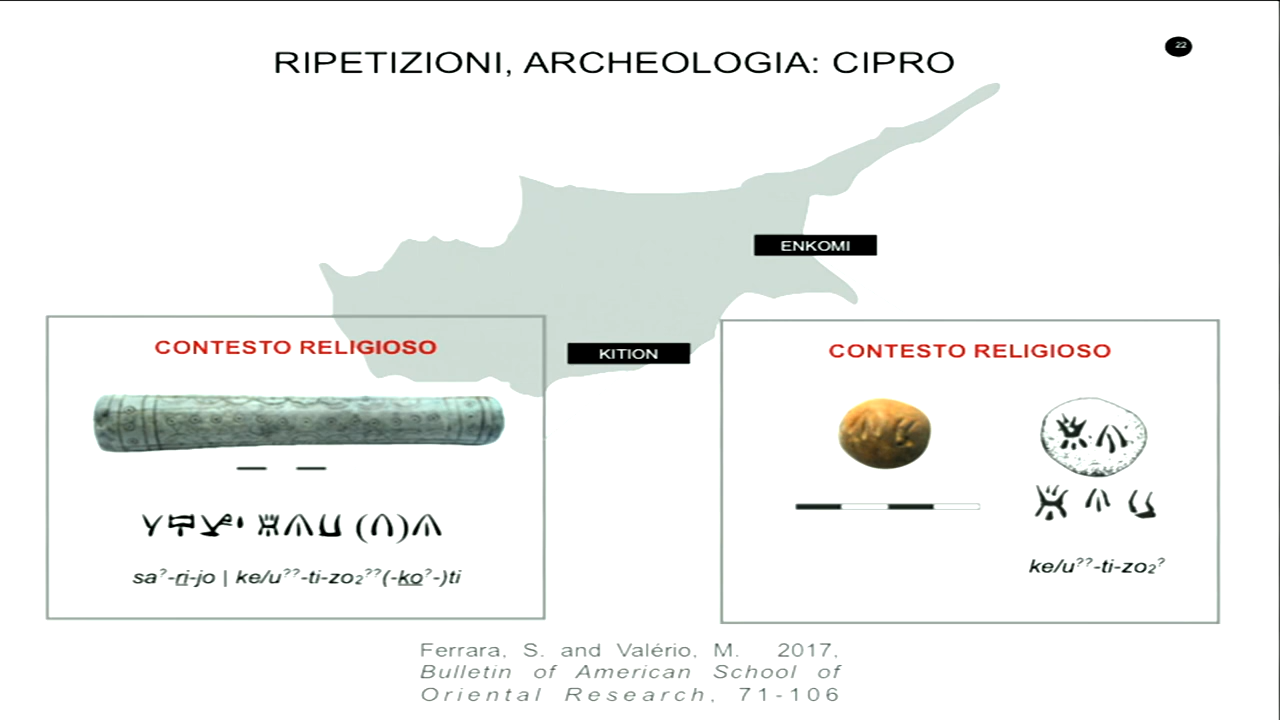 RIPETIZIONI, ARCHEOLOGIA: CIPRO
22
ENKOMI
KITION
CONTESTO RELIGIOSO
sa?-ri-jo | ke/u??-ti-zo₂??(-ko?-)ti
CONTESTO RELIGIOSO
ke/u??-ti-zo₂?
Ferrara, S. and Valério, M. 2017,
Bulletin of American School of
Oriental Research, 71-106